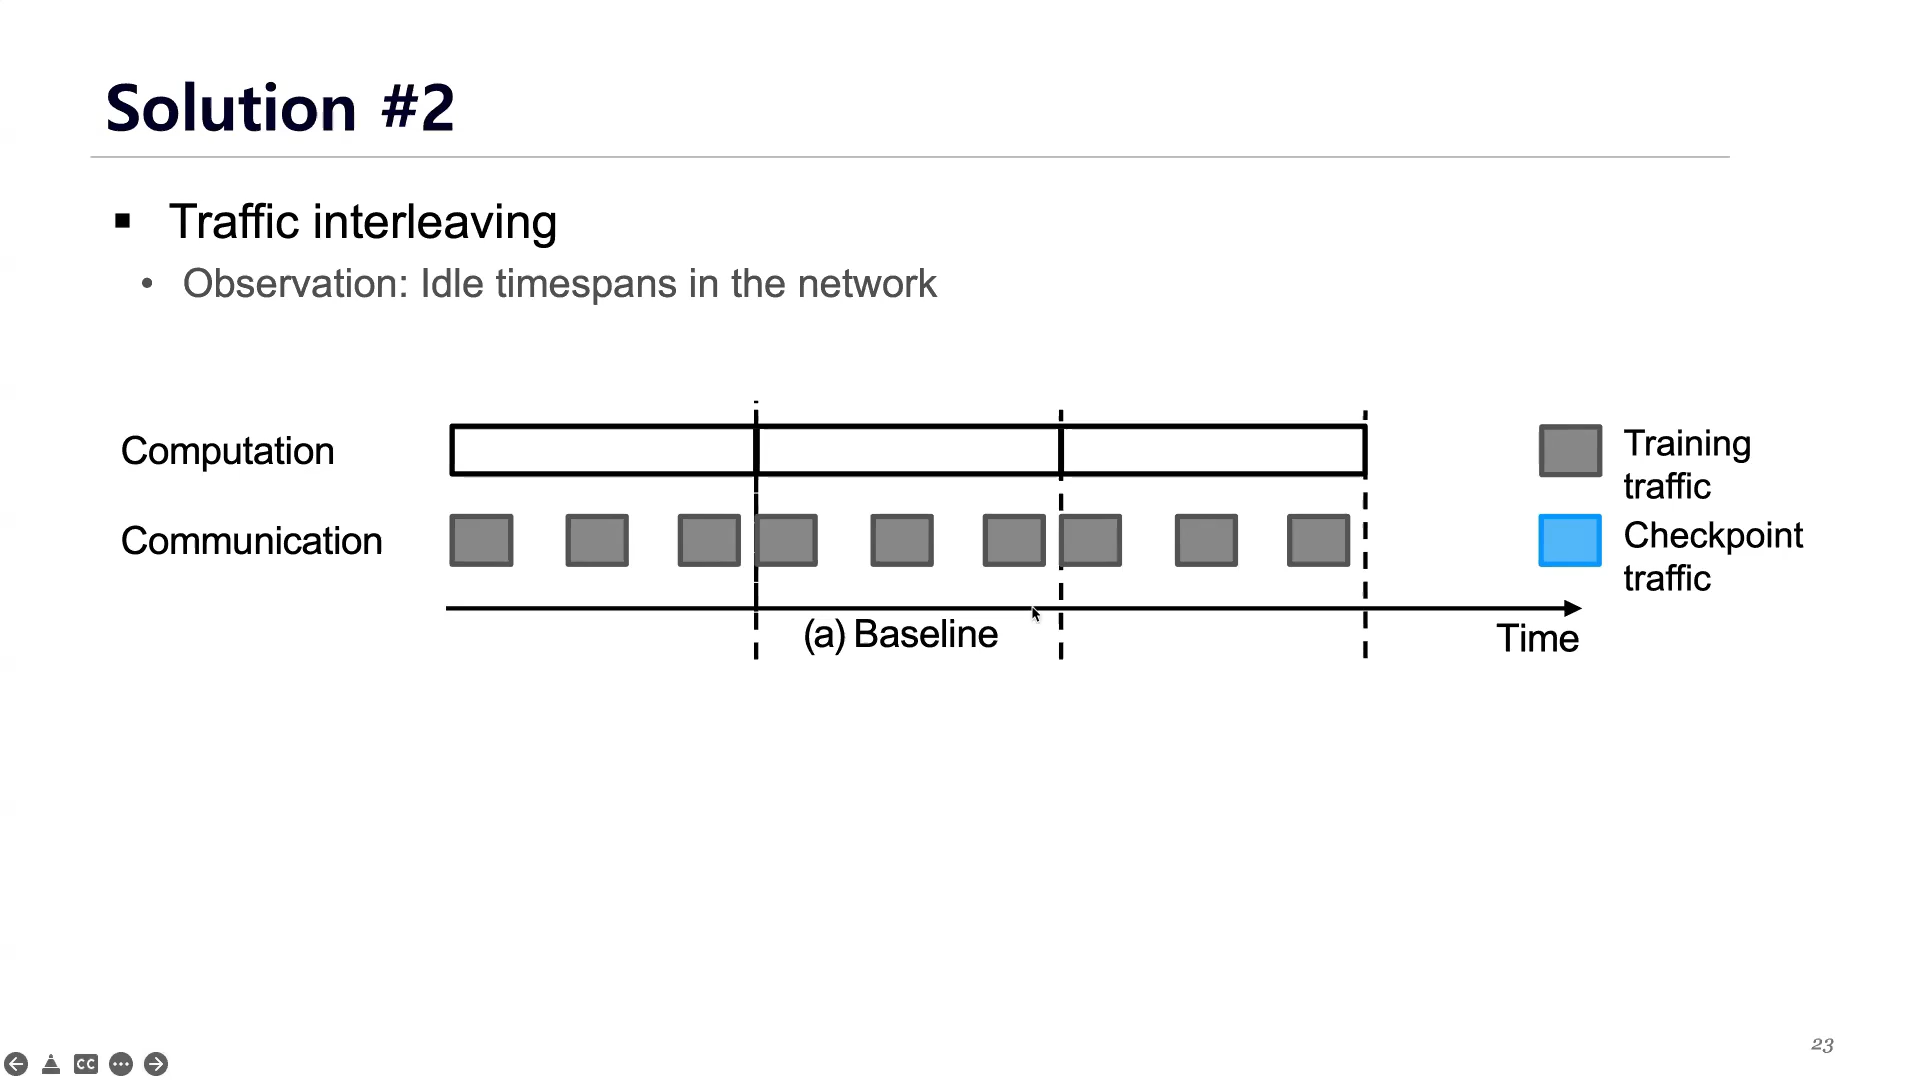 Solution #2
▪ Traffic interleaving
• Observation: Idle timespans in the network
Computation
Training
traffic
Communication
Checkpoint
traffic
(a) Baseline
Time
23
CC